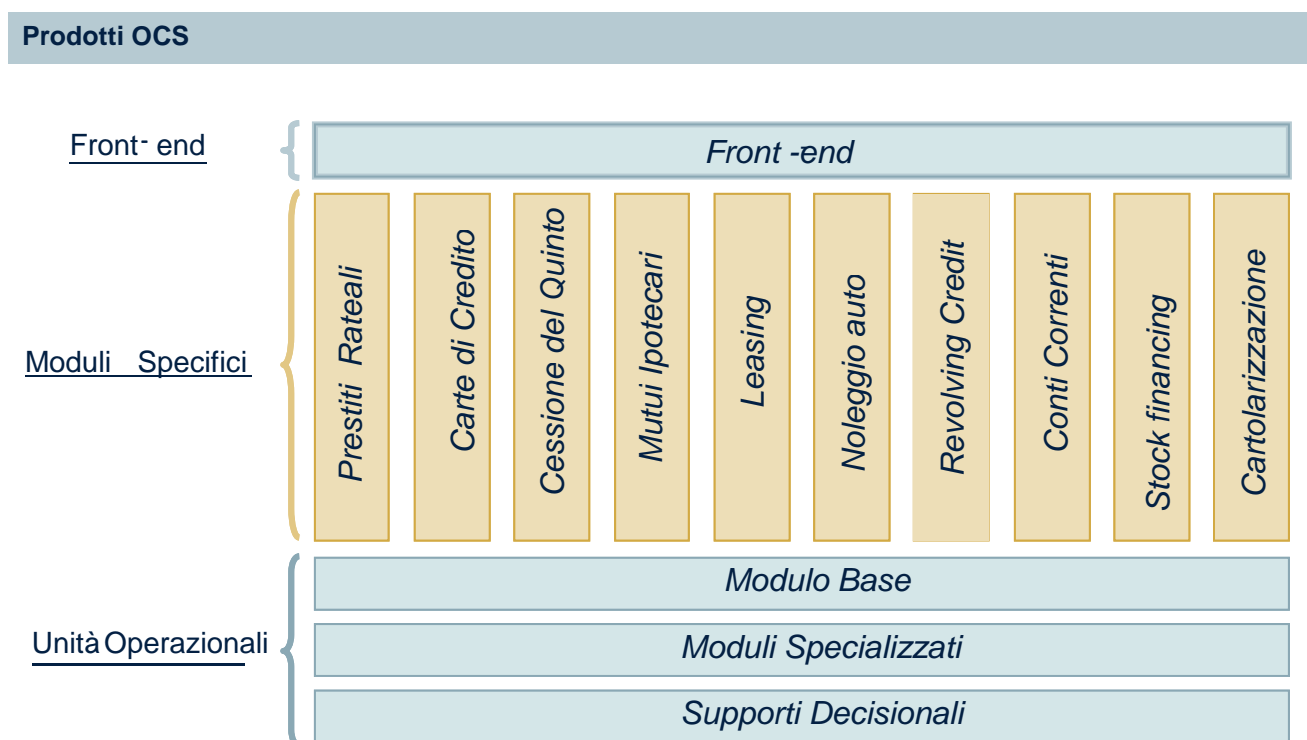 Prodotti OCS
Front- end
Front -end
Moduli Specifici
Prestiti Rateali
Carte di Credito
Cessione del Quinto
Mutui Ipotecari
Leasing
Noleggio auto
Revolving Credit
Conti Correnti
Stock financing
Cartolarizzazione
Unità Operazionali
Modulo Base
Moduli Specializzati
Supporti Decisionali